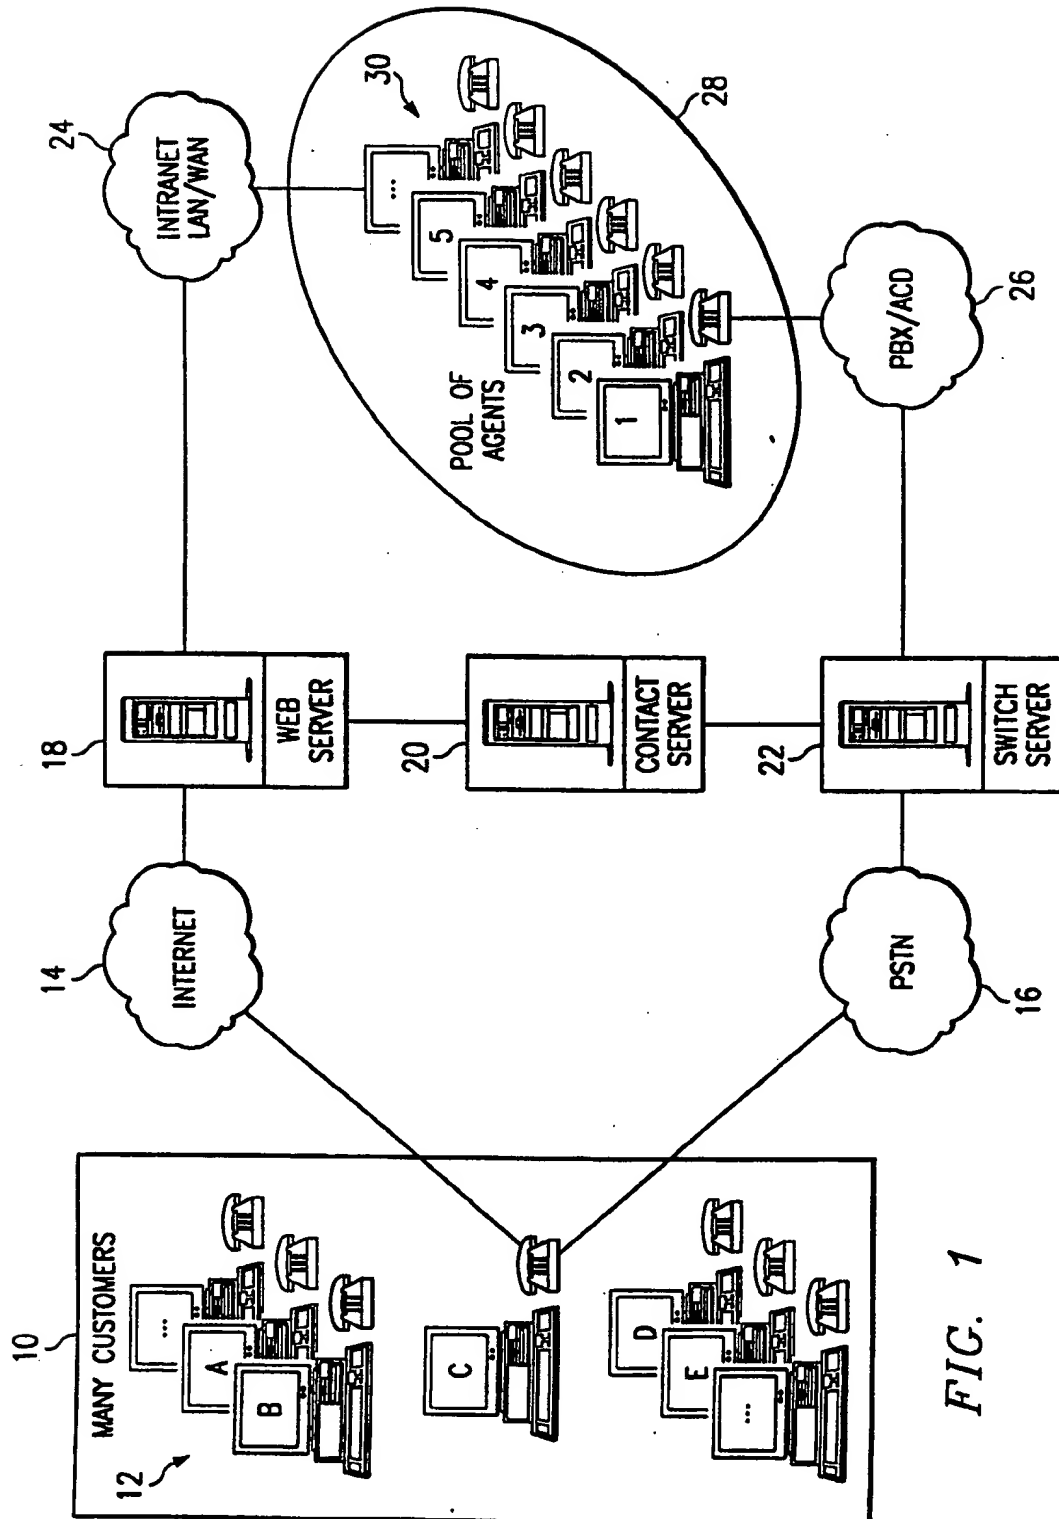 10
MANY CUSTOMERS
12
...
A
B
C
D
E
...
14
INTERNET
PSTN
16
18
WEB
SERVER
20
CONTACT
SERVER
22
SWITCH
SERVER
24
INTRANET
LAN/WAN
POOL OF
AGENTS
1
2
3
4
5
...
30
28
PBX/ACD
26
FIG. 1